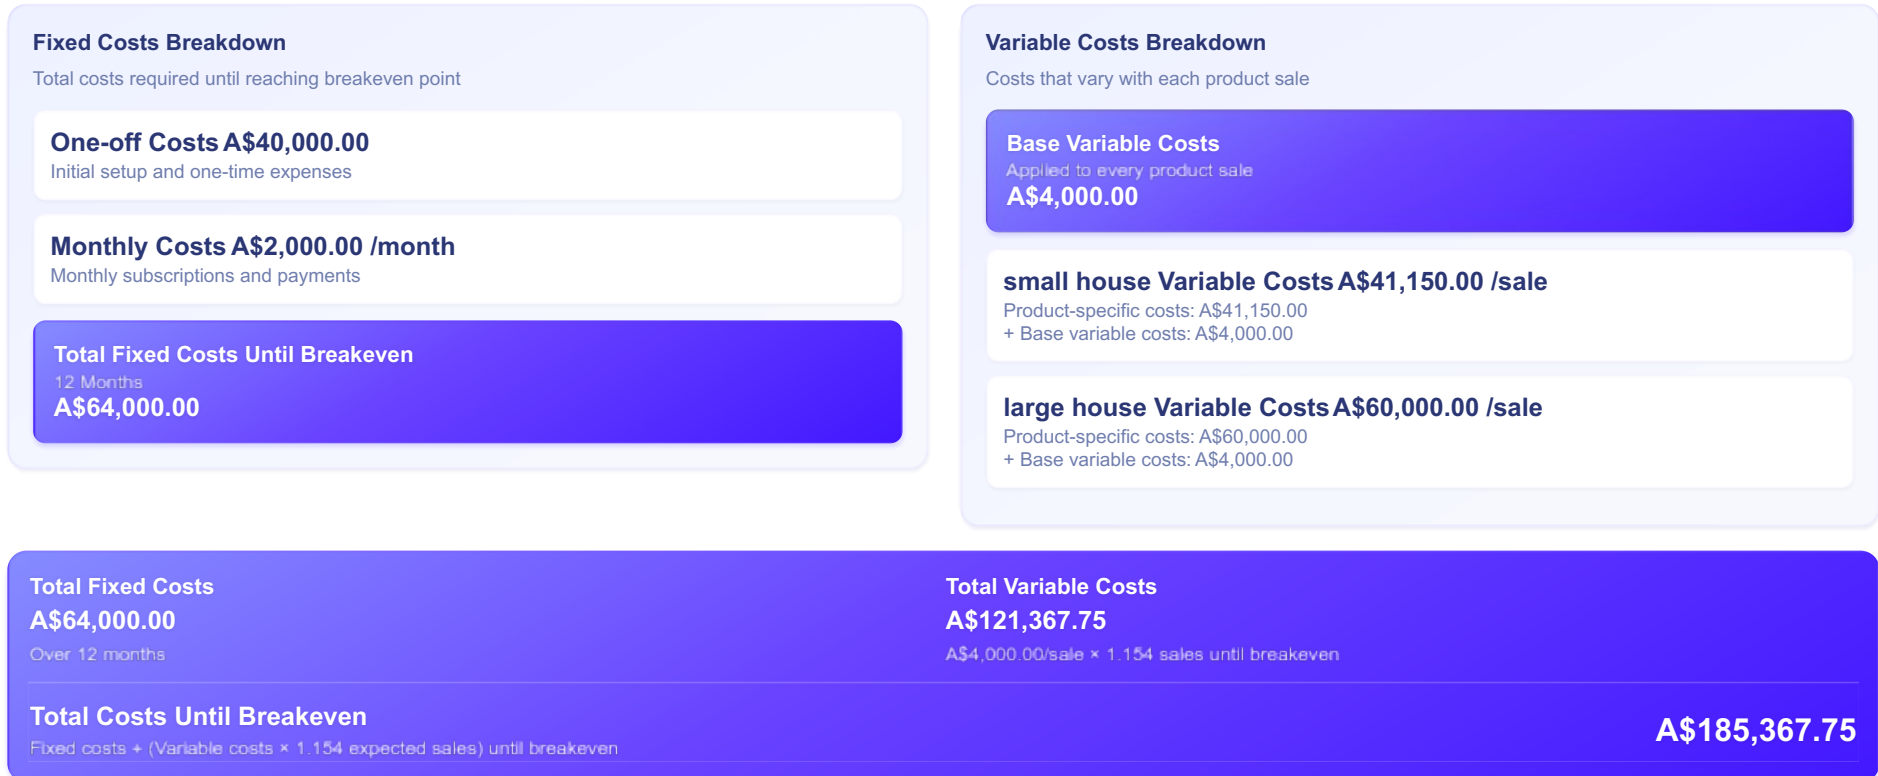 Fixed Costs Breakdown
Total costs required until reaching breakeven point
One-off Costs A$40,000.00
Initial setup and one-time expenses
Monthly Costs A$2,000.00 /month
Monthly subscriptions and payments
Total Fixed Costs Until Breakeven
12 Months
A$64,000.00
Variable Costs Breakdown
Costs that vary with each product sale
Base Variable Costs
Applied to every product sale
A$4,000.00
small house Variable Costs A$41,150.00 /sale
Product-specific costs: A$41,150.00
+ Base variable costs: A$4,000.00
large house Variable Costs A$60,000.00 /sale
Product-specific costs: A$60,000.00
+ Base variable costs: A$4,000.00
Total Fixed Costs
A$64,000.00
Over 12 months
Total Variable Costs
A$121,367.75
A$4,000.00/sale × 1.154 sales until breakeven
Total Costs Until Breakeven
Fixed costs + (Variable costs × 1.154 expected sales) until breakeven
A$185,367.75